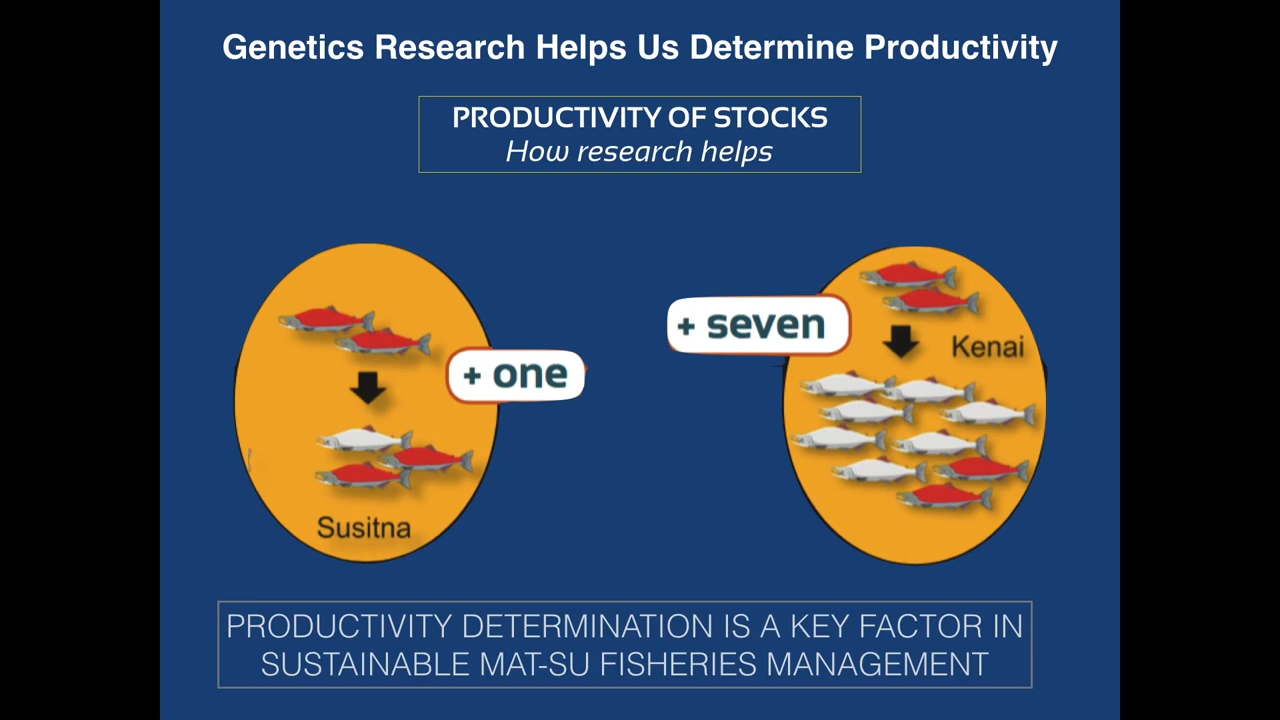 Genetics Research Helps Us Determine Productivity
PRODUCTIVITY OF STOCKS
How research helps
+ one
Susitna
+ seven
Kenai
PRODUCTIVITY DETERMINATION IS A KEY FACTOR IN
SUSTAINABLE MAT-SU FISHERIES MANAGEMENT